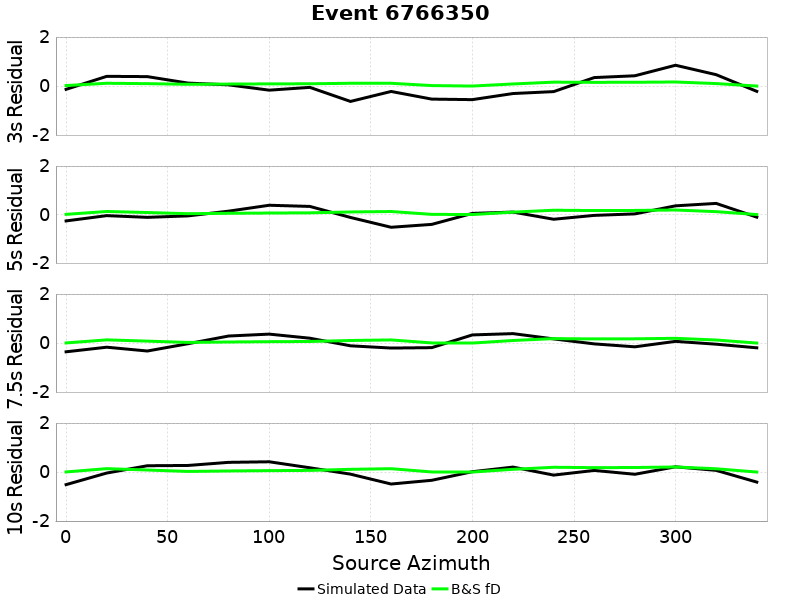 Event 6766350
3s Residual
2
0
-2
5s Residual
2
0
-2
7.5s Residual
2
0
-2
10s Residual
2
0
-2
0 50 100 150 200 250 300
Source Azimuth
Simulated Data B&S fD